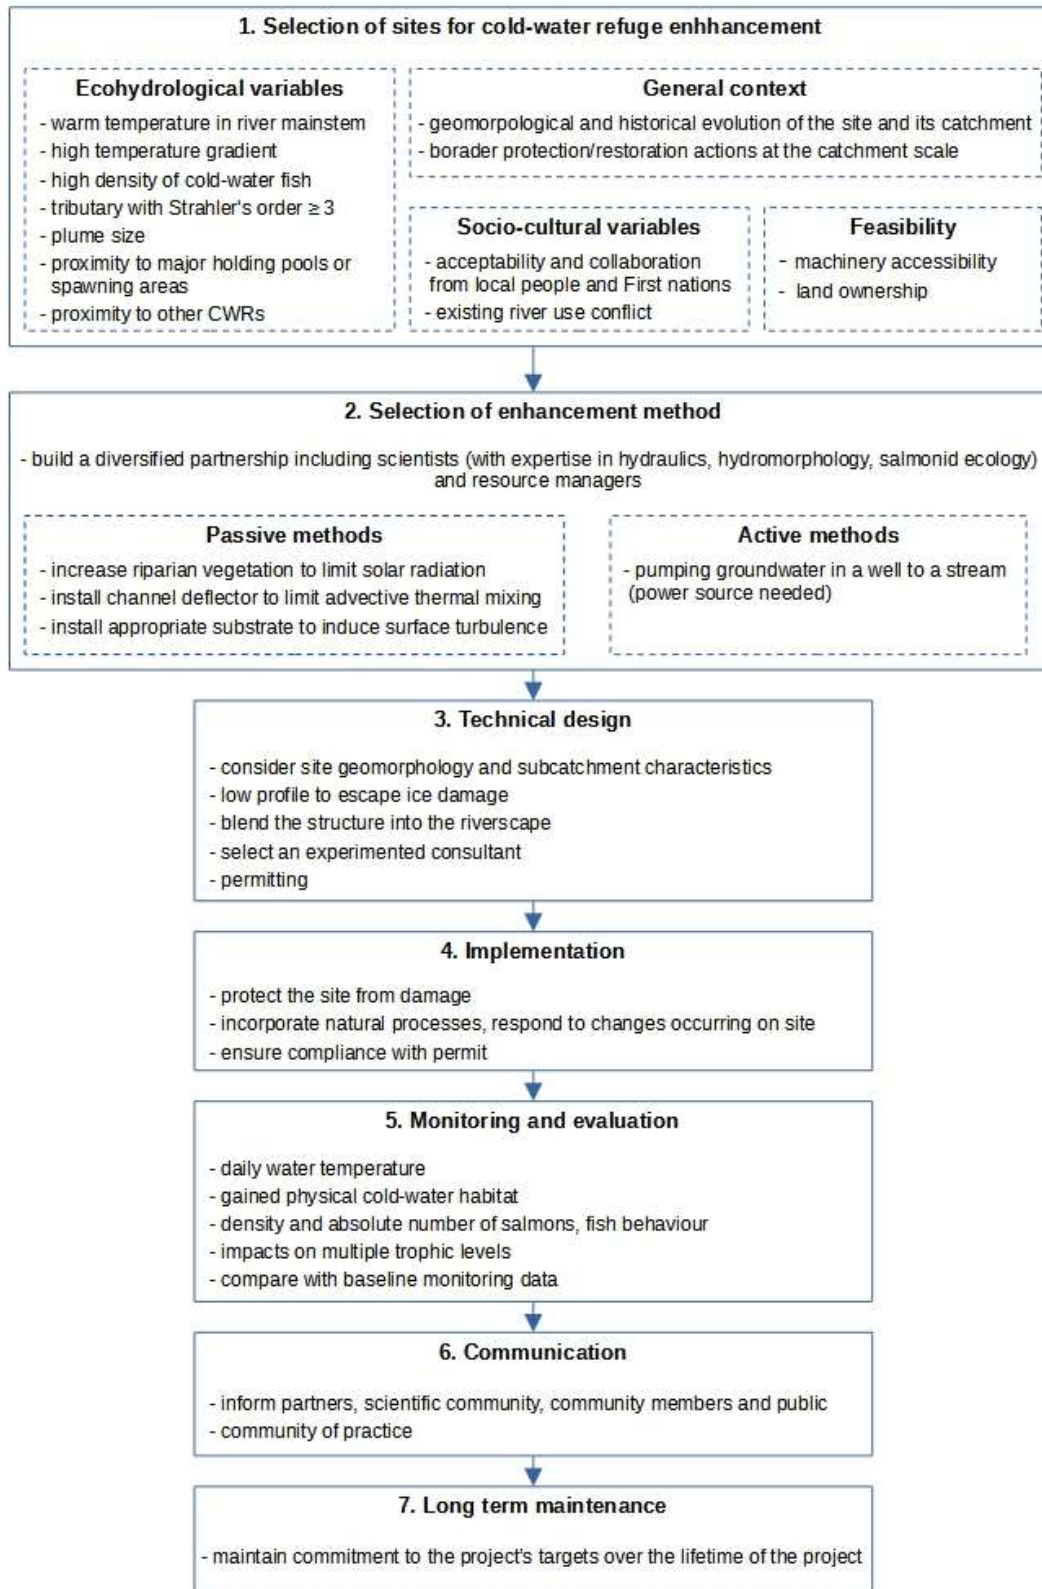 1. Selection of sites for cold-water refuge enhhancement
Ecohydrological variables
- warm temperature in river mainstem
- high temperature gradient
- high density of cold-water fish
- tributary with Strahler's order ≥ 3
- plume size
- proximity to major holding pools or
spawning areas
- proximity to other CWRs
General context
- geomorpological and historical evolution of the site and its catchment
- borader protection/restoration actions at the catchment scale
Socio-cultural variables
- acceptability and collaboration
from local people and First nations
- existing river use conflict
Feasibility
- machinery accessibility
- land ownership
2. Selection of enhancement method
- build a diversified partnership including scientists (with expertise in hydraulics, hydromorphology, salmonid ecology)
and resource managers
Passive methods
- increase riparian vegetation to limit solar radiation
- install channel deflector to limit advective thermal mixing
- install appropriate substrate to induce surface turbulence
Active methods
- pumping groundwater in a well to a stream
(power source needed)
3. Technical design
- consider site geomorphology and subcatchment characteristics
- low profile to escape ice damage
- blend the structure into the riverscape
- select an experimented consultant
- permitting
4. Implementation
- protect the site from damage
- incorporate natural processes, respond to changes occurring on site
- ensure compliance with permit
5. Monitoring and evaluation
- daily water temperature
- gained physical cold-water habitat
- density and absolute number of salmons, fish behaviour
- impacts on multiple trophic levels
- compare with baseline monitoring data
6. Communication
- inform partners, scientific community, community members and public
- community of practice
7. Long term maintenance
- maintain commitment to the project's targets over the lifetime of the project